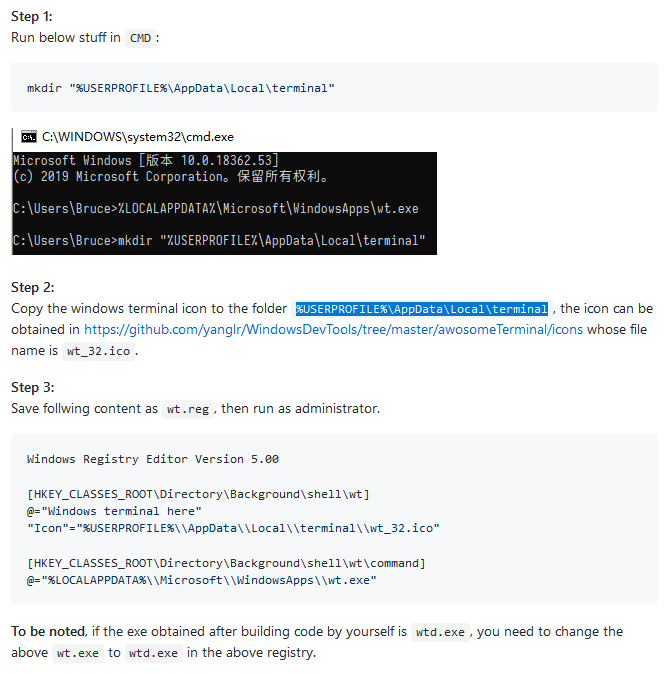 Step 1:
Run below stuff in CMD :
mkdir "%USERPROFILE%\AppData\Local\terminal"
C:\WINDOWS\system32\cmd.exe
Microsoft Windows [版本 10.0.18362.53]
(c) 2019 Microsoft Corporation。保留所有权利。
C:\Users\Bruce>%LOCALAPPDATA%\Microsoft\WindowsApps\wt.exe
C:\Users\Bruce>mkdir "%USERPROFILE%\AppData\Local\terminal"
Step 2:
Copy the windows terminal icon to the folder %USERPROFILE%\AppData\Local\terminal , the icon can be
obtained in https://github.com/yanglr/WindowsDevTools/tree/master/awosomeTerminal/icons whose file
name is wt_32.ico .
Step 3:
Save follwing content as wt.reg , then run as administrator.
Windows Registry Editor Version 5.00
[HKEY_CLASSES_ROOT\Directory\Background\shell\wt]
@="Windows terminal here"
"Icon"="%USERPROFILE%\\AppData\\Local\\terminal\\wt_32.ico"
[HKEY_CLASSES_ROOT\Directory\Background\shell\wt\command]
@="%LOCALAPPDATA%\\Microsoft\\WindowsApps\\wt.exe"
To be noted, if the exe obtained after building code by yourself is wtd.exe , you need to change the
above wt.exe to wtd.exe in the above registry.